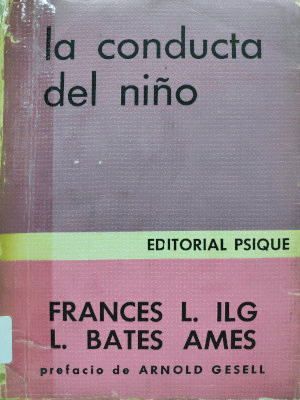 la conducta
del niño
EDITORIAL PSIQUE
FRANCES L. ILG
L. BATES AMES
prefacio de ARNOLD GESELL